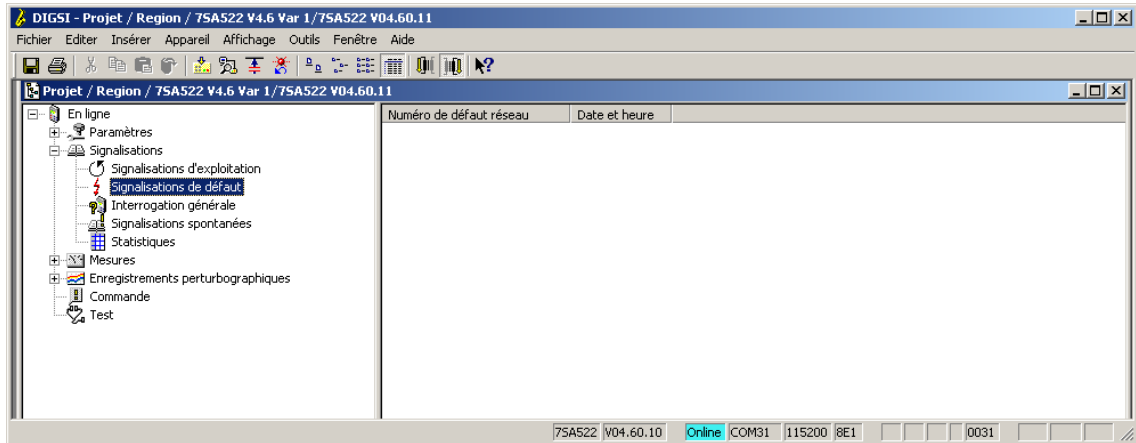 DIGSI - Projet / Region / 7SA522 V4.6 Var 1/7SA522 V04.60.11
Fichier Editer Insérer Appareil Affichage Outils Fenêtre Aide
Projet / Region / 7SA522 V4.6 Var 1/7SA522 V04.60.11
En ligne
Paramètres
Signalisations
Signalisations d'exploitation
Signalisations de défaut
Interrogation générale
Signalisations spontanées
Statistiques
Mesures
Enregistrements perturbographiques
Commande
Test
Numéro de défaut réseau Date et heure
7SA522 V04.60.10 Online COM31 115200 8E1 0031